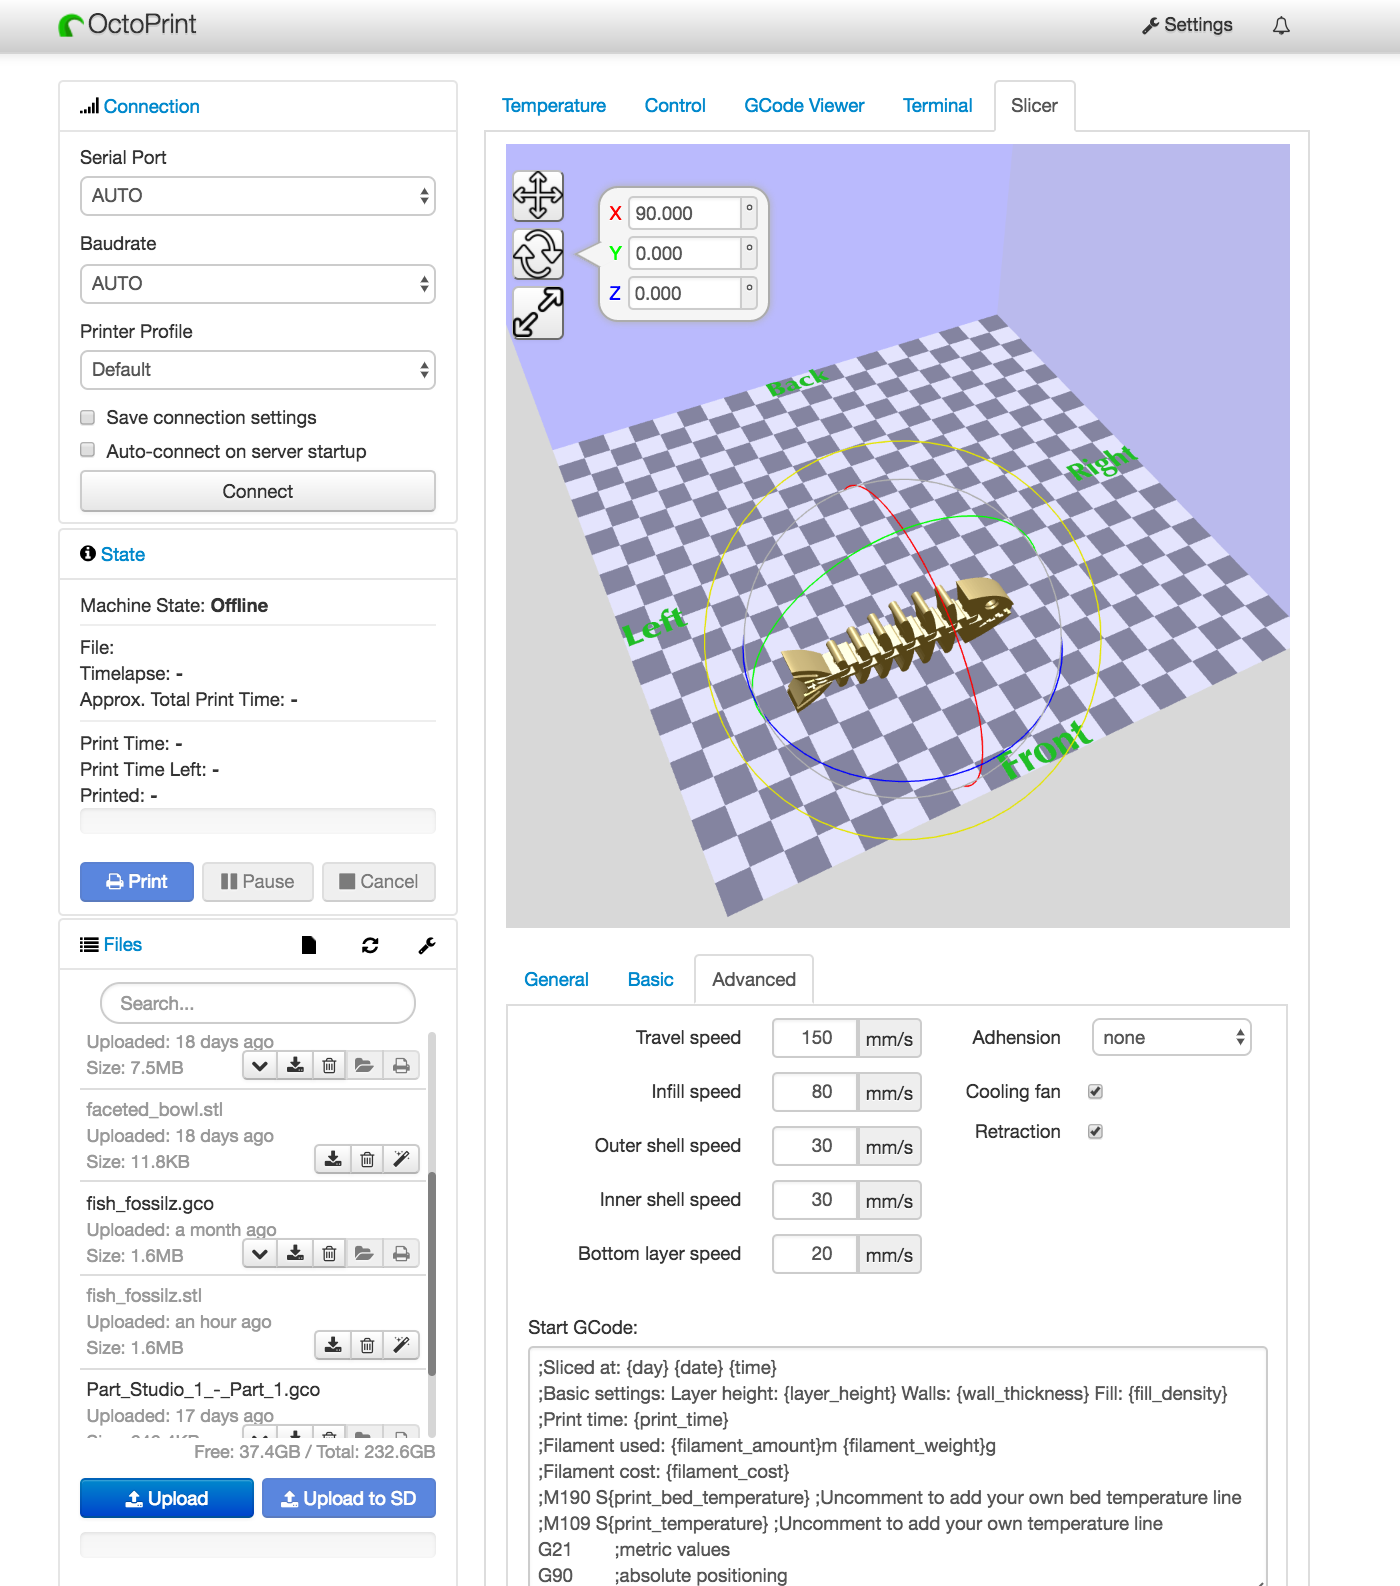 OctoPrint
Settings
Connection
Serial Port
AUTO
Baudrate
AUTO
Printer Profile
Default
Save connection settings
Auto-connect on server startup
Connect
State
Machine State: Offline
File:
Timelapse: -
Approx. Total Print Time: -
Print Time: -
Print Time Left: -
Printed: -
Print
Pause
Cancel
Files
Search...
Uploaded: 18 days ago
Size: 7.5MB
faceted_bowl.stl
Uploaded: 18 days ago
Size: 11.8KB
fish_fossilz.gco
Uploaded: a month ago
Size: 1.6MB
fish_fossilz.stl
Uploaded: an hour ago
Size: 1.6MB
Part_Studio_1_-_Part_1.gco
Uploaded: 17 days ago
Free: 37.4GB / Total: 232.6GB
Upload
Upload to SD
Temperature
Control
GCode Viewer
Terminal
Slicer
X 90.000 °
Y 0.000 °
Z 0.000 °
Back
Right
Left
Front
General
Basic
Advanced
Travel speed 150 mm/s
Infill speed 80 mm/s
Outer shell speed 30 mm/s
Inner shell speed 30 mm/s
Bottom layer speed 20 mm/s
Adhension none
Cooling fan
Retraction
Start GCode:
;Sliced at: {day} {date} {time}
;Basic settings: Layer height: {layer_height} Walls: {wall_thickness} Fill: {fill_density}
;Print time: {print_time}
;Filament used: {filament_amount}m {filament_weight}g
;Filament cost: {filament_cost}
;M190 S{print_bed_temperature} ;Uncomment to add your own bed temperature line
;M109 S{print_temperature} ;Uncomment to add your own temperature line
G21 ;metric values
G90 ;absolute positioning